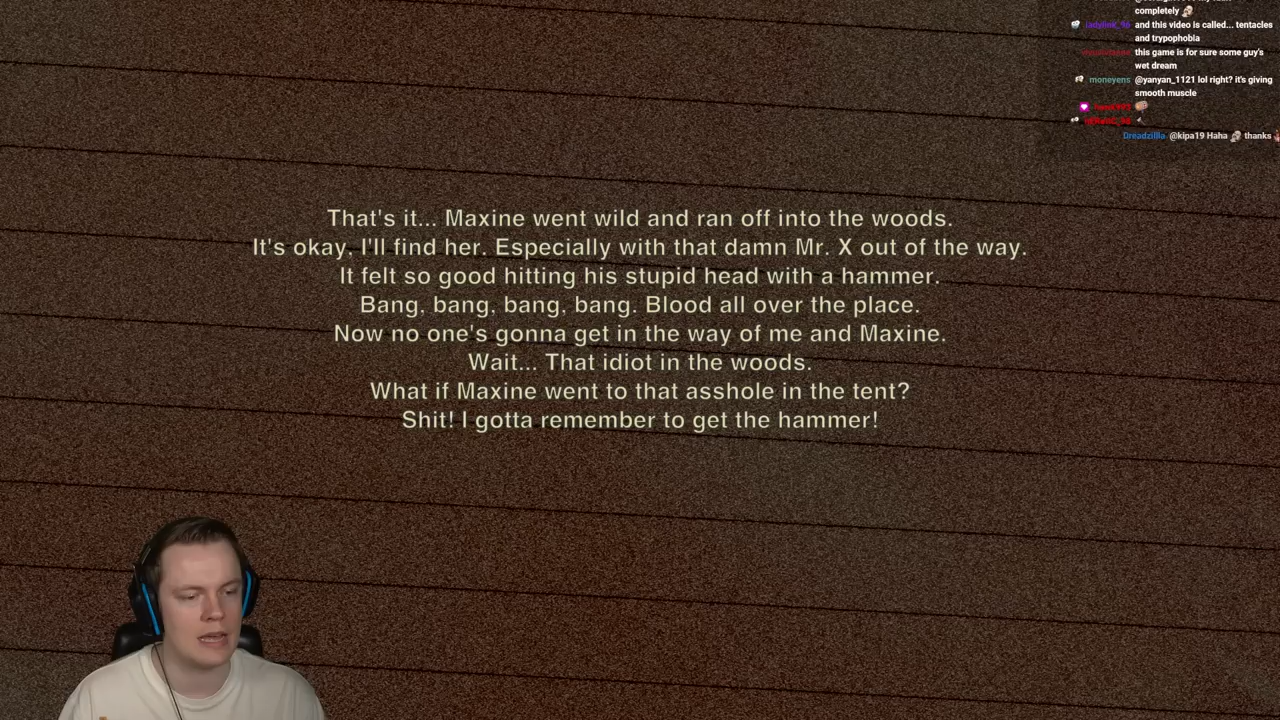 completely
and this video is called... tentacles
and trypophobia
this game is for sure some guy's
wet dream
moneyens @yanyan_1121 lol right? it's giving
smooth muscle
Dreadzillla @kipa19 Haha thanks
That's it... Maxine went wild and ran off into the woods.
It's okay, I'll find her. Especially with that damn Mr. X out of the way.
It felt so good hitting his stupid head with a hammer.
Bang, bang, bang, bang. Blood all over the place.
Now no one's gonna get in the way of me and Maxine.
Wait... That idiot in the woods.
What if Maxine went to that asshole in the tent?
Shit! I gotta remember to get the hammer!